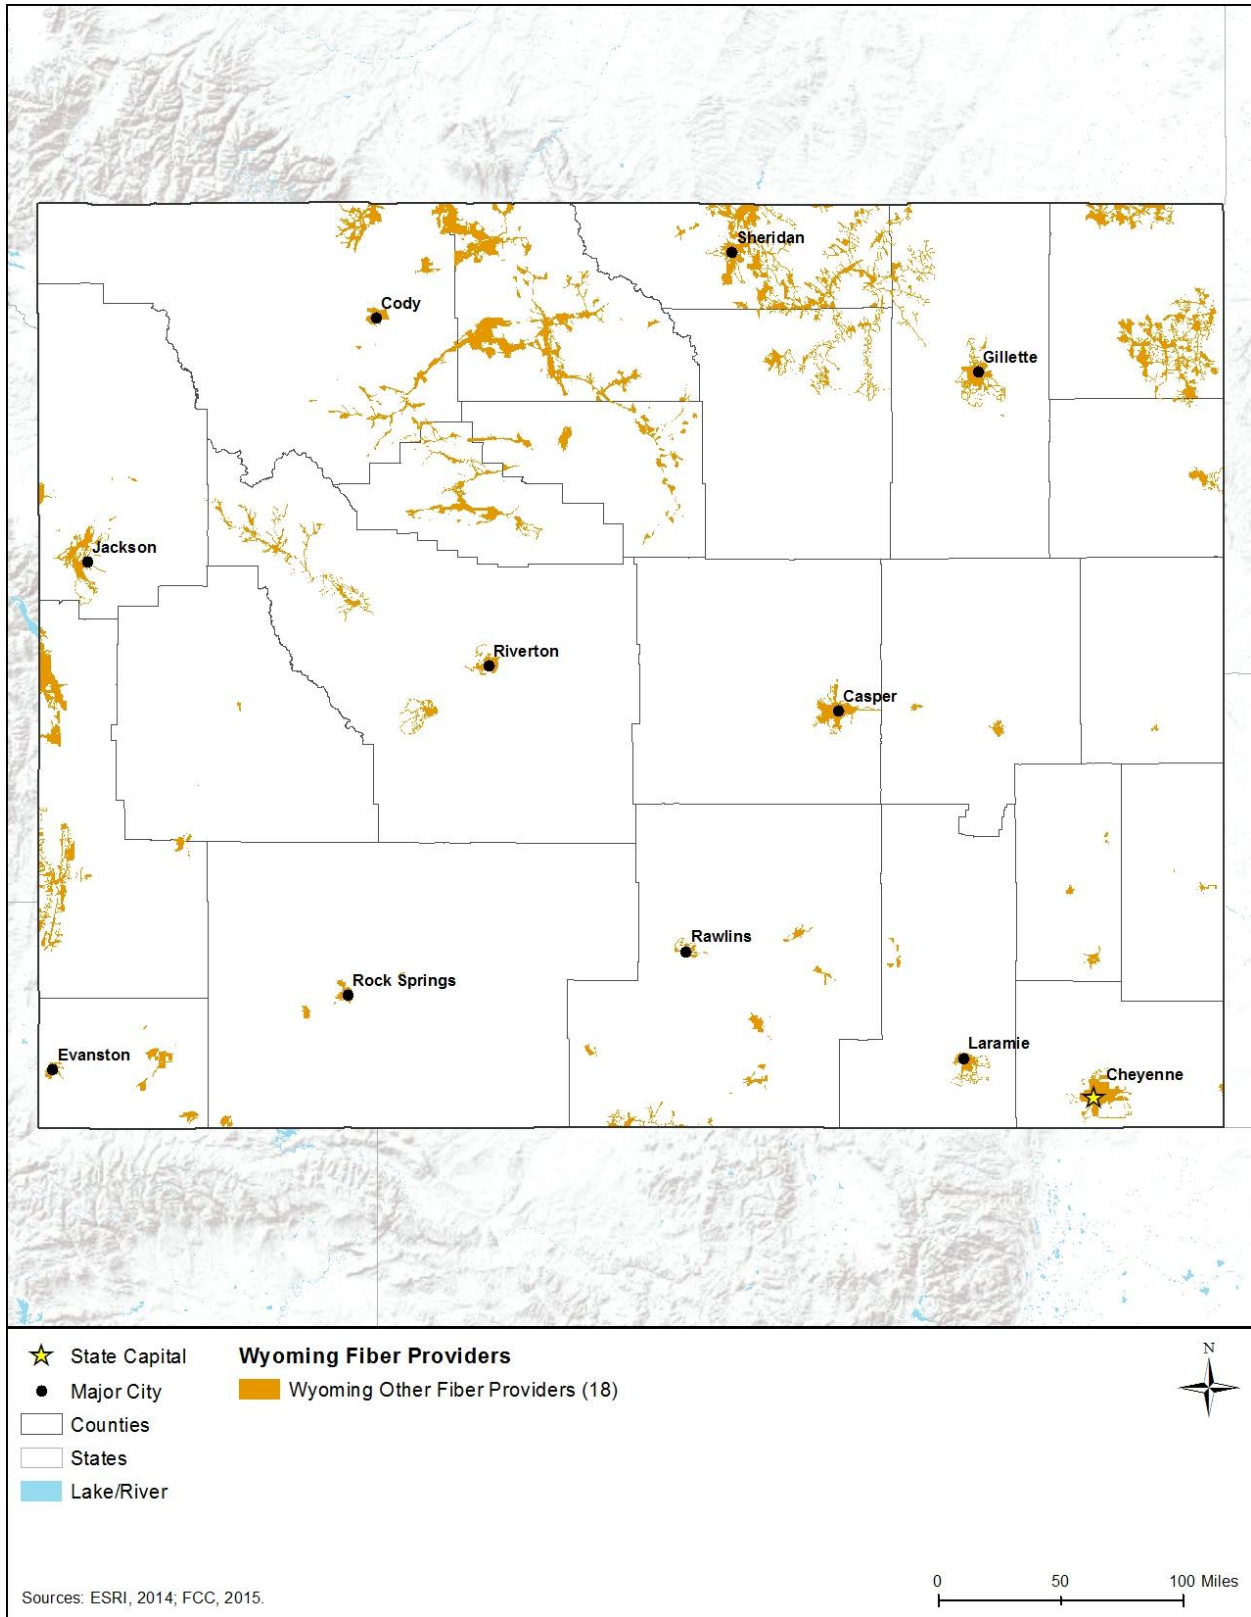 Sheridan
Cody
Gillette
Jackson
Riverton
Casper
Rawlins
Rock Springs
Evanston
Laramie
Cheyenne
State Capital
Major City
Counties
States
Lake/River
Wyoming Fiber Providers
Wyoming Other Fiber Providers (18)
N
0 50 100 Miles
Sources: ESRI, 2014; FCC, 2015.